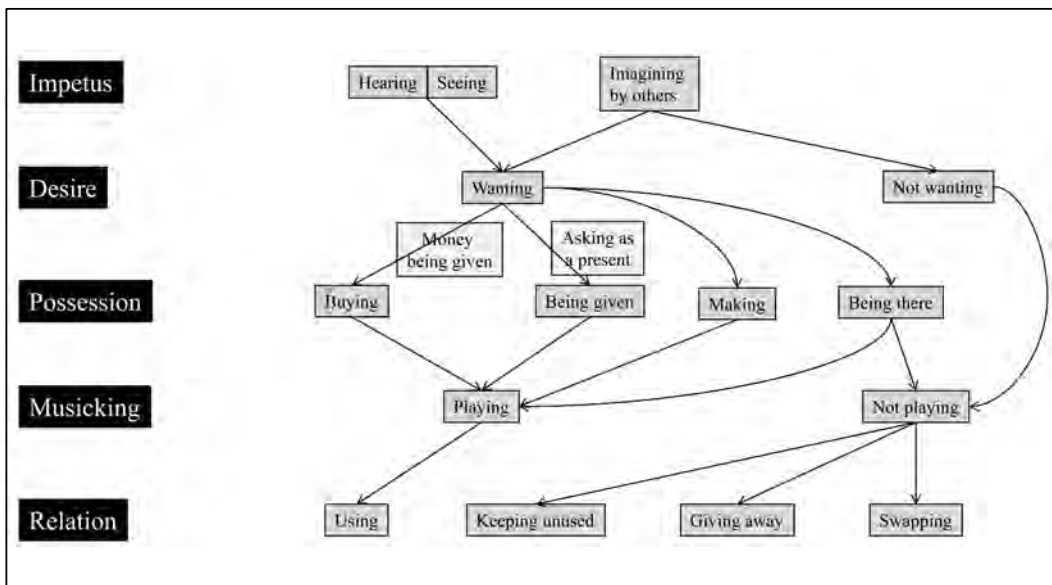 Impetus
Hearing Seeing
Imagining
by others
Desire
Wanting
Not wanting
Money
being given
Asking as
a present
Possession
Buying
Being given
Making
Being there
Musicking
Playing
Not playing
Relation
Using
Keeping unused
Giving away
Swapping